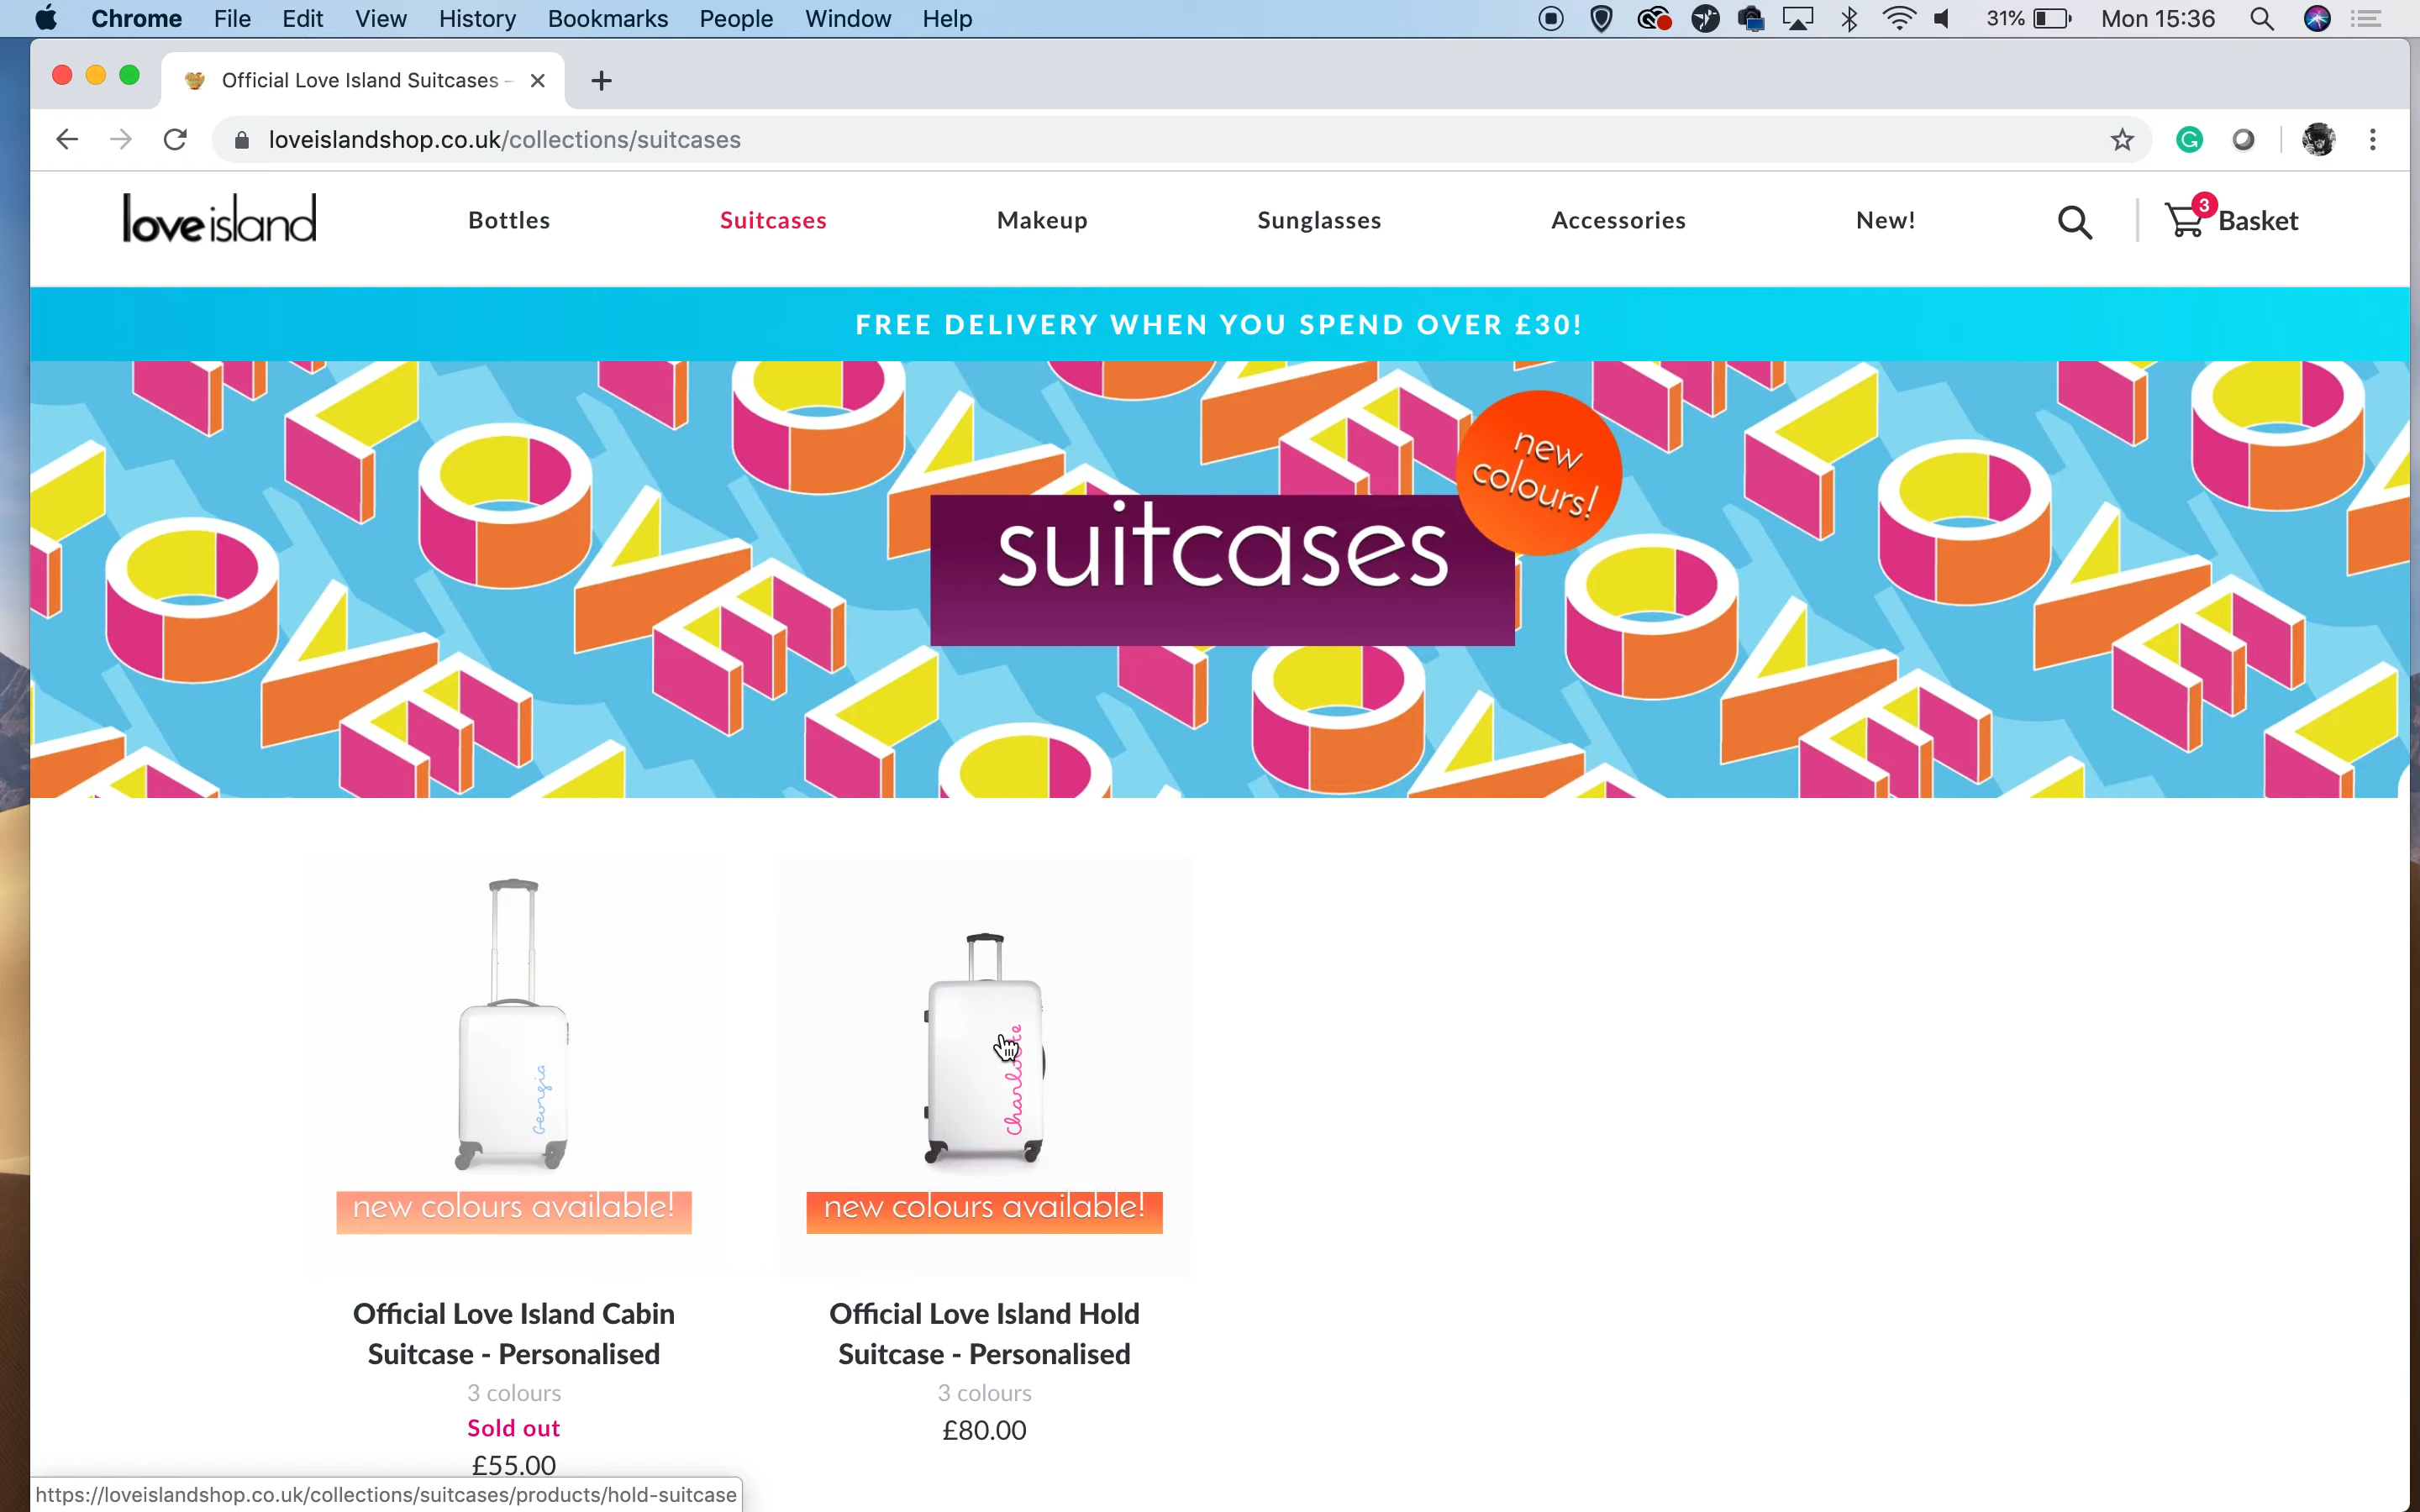 Chrome File Edit View History Bookmarks People Window Help 31% Mon 15:36
Official Love Island Suitcases –
loveislandshop.co.uk/collections/suitcases
loveisland Bottles Suitcases Makeup Sunglasses Accessories New! 3 Basket
FREE DELIVERY WHEN YOU SPEND OVER £30!
new
colours!
suitcases
Georgia
Charlotte
new colours available!
new colours available!
Official Love Island Cabin
Suitcase - Personalised
3 colours
Sold out
£55.00
Official Love Island Hold
Suitcase - Personalised
3 colours
£80.00
https://loveislandshop.co.uk/collections/suitcases/products/hold-suitcase